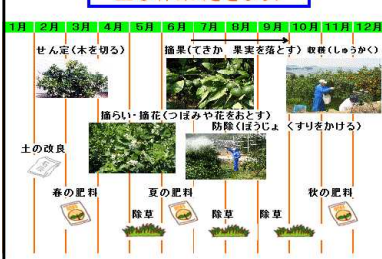 1月 2月 3月 4月 5月 6月 7月 8月 9月 10月 11月 12月
せん定(木を切る) 摘果(てきか 果実を落とす) 収穫(しゅうかく)
摘らい・摘花(つぼみや花をおとす)
防除(ぼうじょ くすりをかける)
土の改良
春の肥料 夏の肥料 秋の肥料
除草 除草 除草